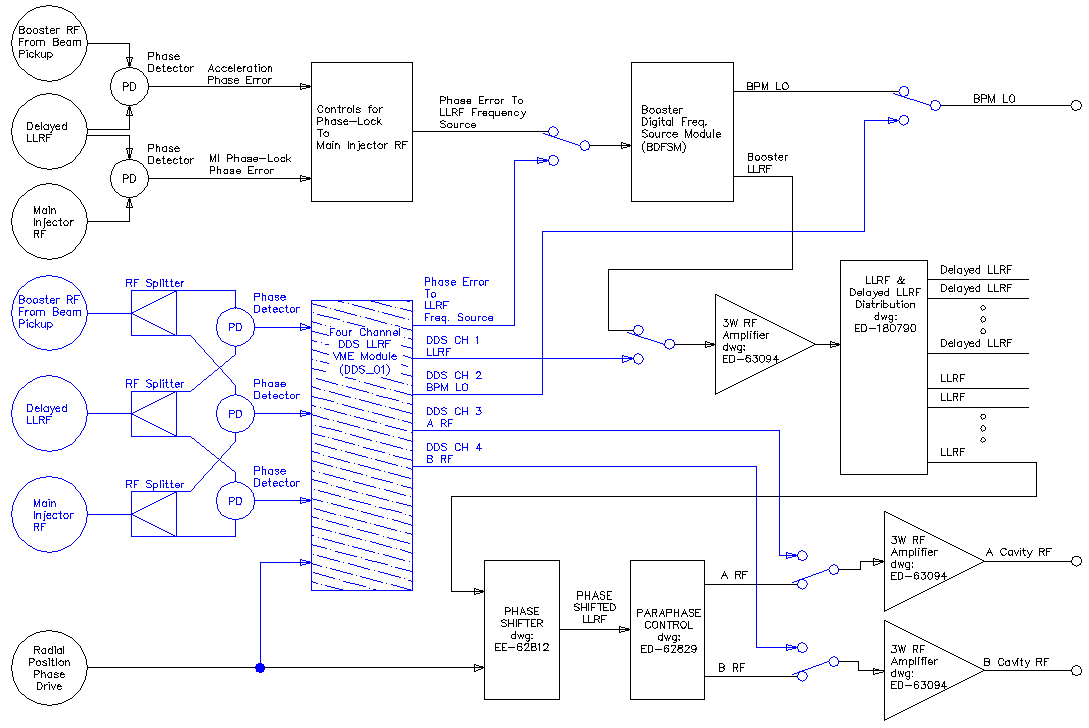 Booster RF
From Beam
Pickup
Phase
Detector
PD
Acceleration
Phase Error
Delayed
LLRF
Phase
Detector
PD
MI Phase-Lock
Phase Error
Main
Injector
RF
Controls for
Phase-Lock
To
Main Injector RF
Phase Error To
LLRF Frequency
Source
Booster
Digital Freq.
Source Module
(BDFSM)
BPM LO
BPM LO
Booster
LLRF
Booster RF
From Beam
Pickup
RF Splitter
Phase
Detector
PD
Delayed
LLRF
RF Splitter
Phase
Detector
PD
Main
Injector
RF
RF Splitter
Phase
Detector
PD
Four Channel
DDS LLRF
VME Module
(DDS_01)
Phase Error
To
LLRF
Freq. Source
DDS CH 1
LLRF
DDS CH 2
BPM LO
DDS CH 3
A RF
DDS CH 4
B RF
3W RF
Amplifier
dwg:
ED-63094
LLRF &
Delayed LLRF
Distribution
dwg:
ED-180790
Delayed LLRF
Delayed LLRF
Delayed LLRF
LLRF
LLRF
LLRF
Radial
Position
Phase
Drive
PHASE
SHIFTER
dwg:
EE-62B12
PHASE
SHIFTED
LLRF
PARAPHASE
CONTROL
dwg:
ED-62829
A RF
B RF
3W RF
Amplifier
dwg:
ED-63094
A Cavity RF
3W RF
Amplifier
dwg:
ED-63094
B Cavity RF